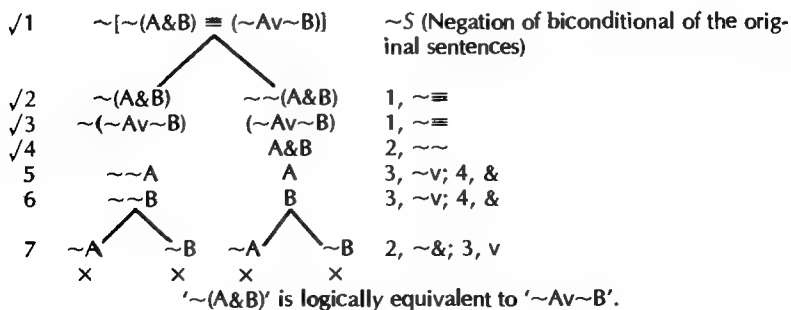 √1 ~[~(A&B) ≡ (~Av~B)] ~S (Negation of biconditional of the orig-
inal sentences)
√2 ~(A&B) ~~(A&B) 1, ~≡
√3 ~(~Av~B) (~Av~B) 1, ~≡
√4 A&B 2, ~~
5 ~~A A 3, ~v; 4, &
6 ~~B B 3, ~v; 4, &
7 ~A ~B ~A ~B 2, ~&; 3, v
× × × ×
'~(A&B)' is logically equivalent to '~Av~B'.